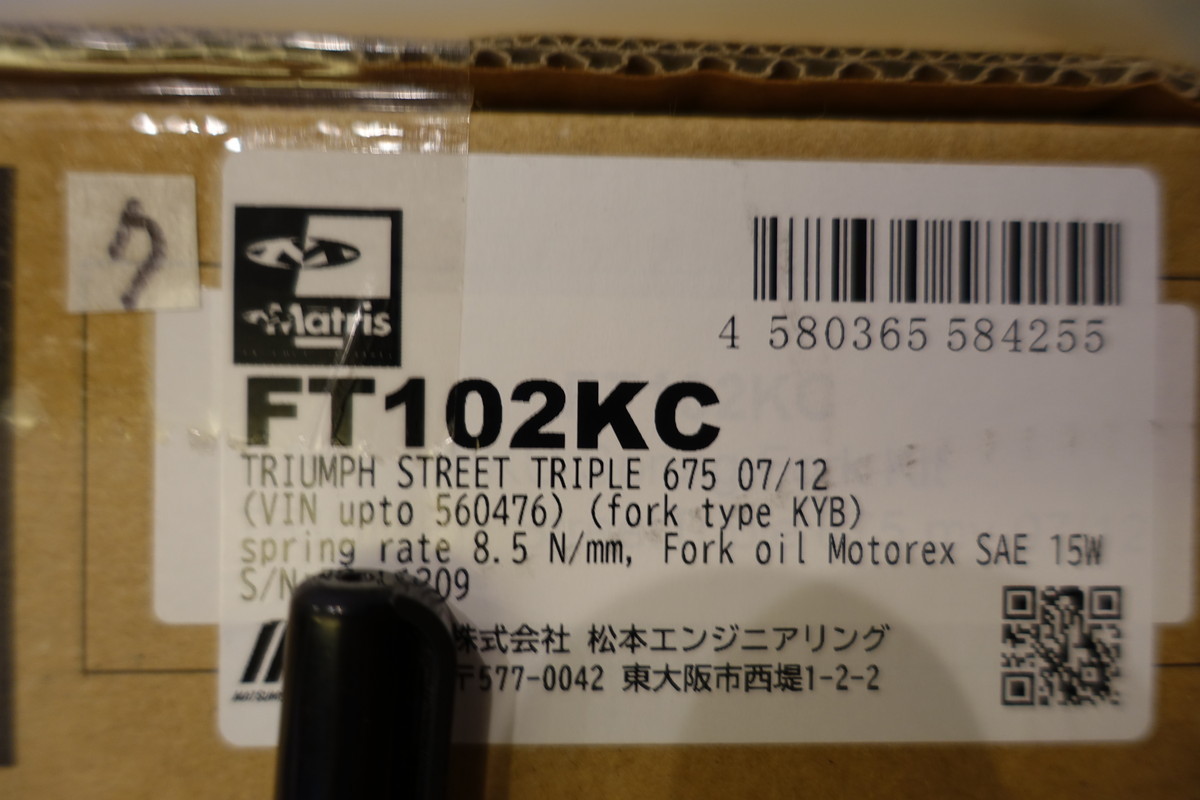 ク
Matris
4 580365 584255
FT102KC
TRIUMPH STREET TRIPLE 675 07/12
(VIN upto 560476) (fork type KYB)
spring rate 8.5 N/mm, Fork oil Motorex SAE 15W
S/N
株式会社 松本エンジニアリング
〒577-0042 東大阪市西堤1-2-2